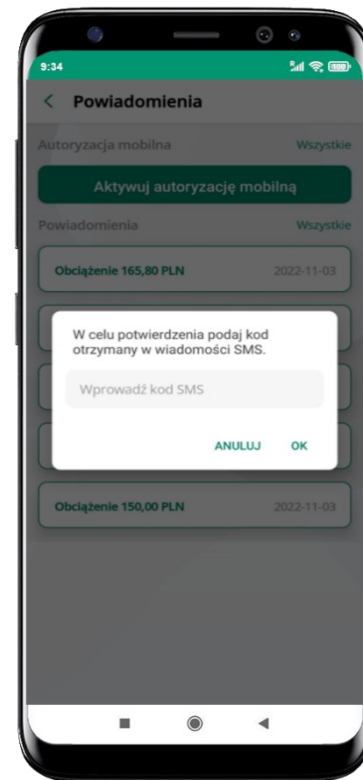 9:34
Powiadomienia
Autoryzacja mobilna Wszystkie
Aktywuj autoryzację mobilną
Powiadomienia Wszystkie
Obciążenie 165,80 PLN 2022-11-03
W celu potwierdzenia podaj kod
otrzymany w wiadomości SMS.
Wprowadź kod SMS
ANULUJ OK
Obciążenie 150,00 PLN 2022-11-03